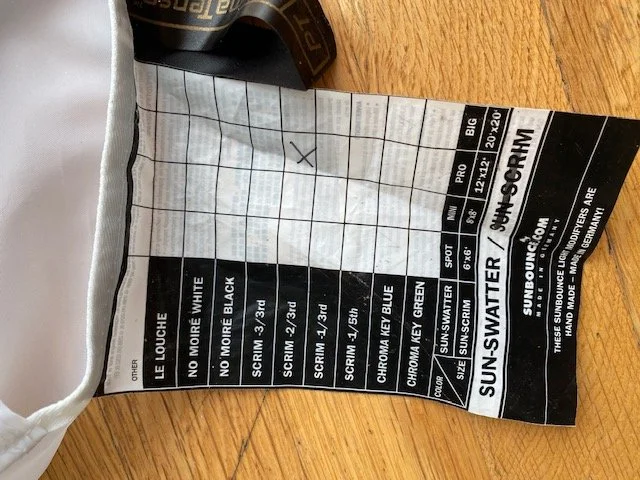 OTHER
LE LOUCHE
NO MOIRÉ WHITE
NO MOIRÉ BLACK
SCRIM -3/3rd
SCRIM -2/3rd X
SCRIM -1/3rd
SCRIM -1/5th
CHROMA KEY BLUE
CHROMA KEY GREEN
COLOR SUN-SWATTER SPOT MINI PRO BIG
SIZE SUN-SCRIM 6'x6' 8'x8' 12'x12' 20'x20'
SUN-SWATTER / SUN-SCRIM
SUNBOUNCE.COM
MADE IN GERMANY
THESE SUNBOUNCE LIGHT MODIFYERS ARE
HAND MADE – MADE IN GERMANY!
PT